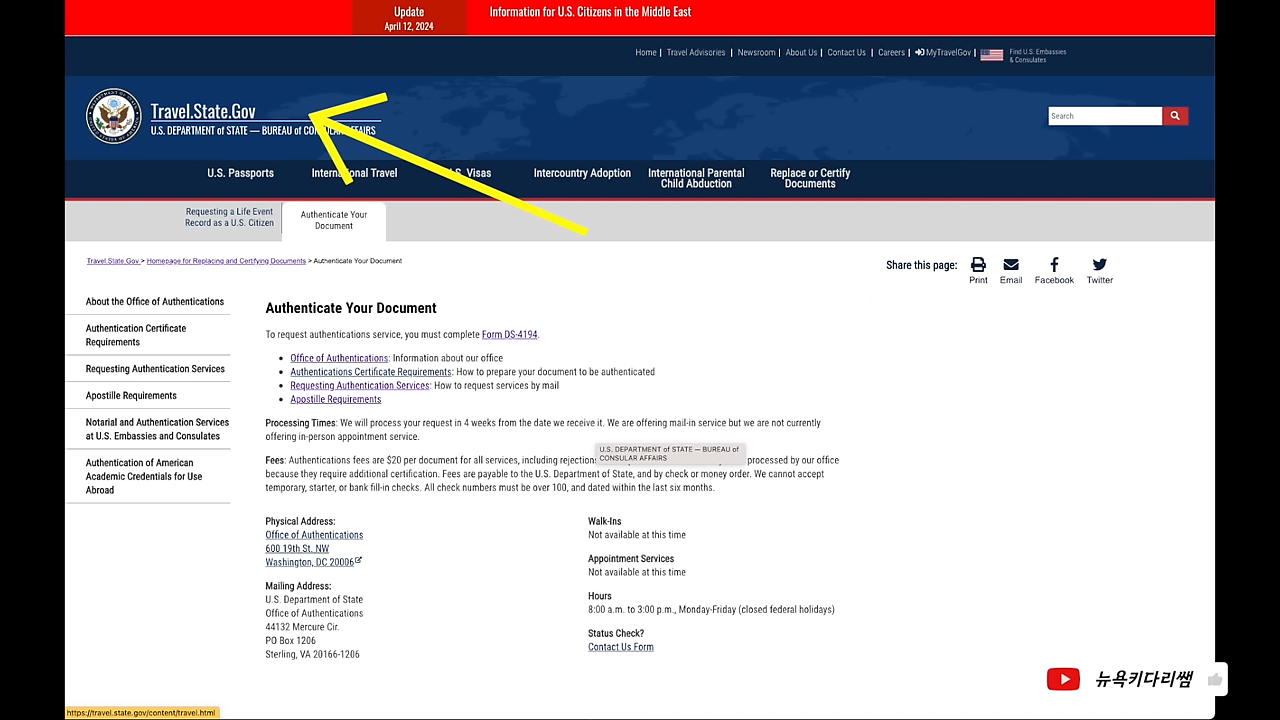 Update
April 12, 2024
Information for U.S. Citizens in the Middle East
Home | Travel Advisories | Newsroom | About Us | Contact Us | Careers | MyTravelGov |
Find U.S. Embassies
& Consulates
Travel.State.Gov
U.S. DEPARTMENT of STATE — BUREAU of CONSULAR AFFAIRS
Search
U.S. Passports
International Travel
U.S. Visas
Intercountry Adoption
International Parental
Child Abduction
Replace or Certify
Documents
Requesting a Life Event
Record as a U.S. Citizen
Authenticate Your
Document
Travel.State.Gov > Homepage for Replacing and Certifying Documents > Authenticate Your Document
Share this page:
Print
Email
Facebook
Twitter
About the Office of Authentications
Authentication Certificate
Requirements
Requesting Authentication Services
Apostille Requirements
Notarial and Authentication Services
at U.S. Embassies and Consulates
Authentication of American
Academic Credentials for Use
Abroad
Authenticate Your Document
To request authentications service, you must complete Form DS-4194.
• Office of Authentications: Information about our office
• Authentications Certificate Requirements: How to prepare your document to be authenticated
• Requesting Authentication Services: How to request services by mail
• Apostille Requirements
Processing Times: We will process your request in 4 weeks from the date we receive it. We are offering mail-in service but we are not currently
offering in-person appointment service.
U.S. DEPARTMENT of STATE — BUREAU of
CONSULAR AFFAIRS
Fees: Authentications fees are $20 per document for all services, including rejection processed by our office
because they require additional certification. Fees are payable to the U.S. Department of State, and by check or money order. We cannot accept
temporary, starter, or bank fill-in checks. All check numbers must be over 100, and dated within the last six months.
Physical Address:
Office of Authentications
600 19th St. NW
Washington, DC 20006
Mailing Address:
U.S. Department of State
Office of Authentications
44132 Mercure Cir.
PO Box 1206
Sterling, VA 20166-1206
Walk-Ins
Not available at this time
Appointment Services
Not available at this time
Hours
8:00 a.m. to 3:00 p.m., Monday-Friday (closed federal holidays)
Status Check?
Contact Us Form
뉴욕키다리쌤
https://travel.state.gov/content/travel.html